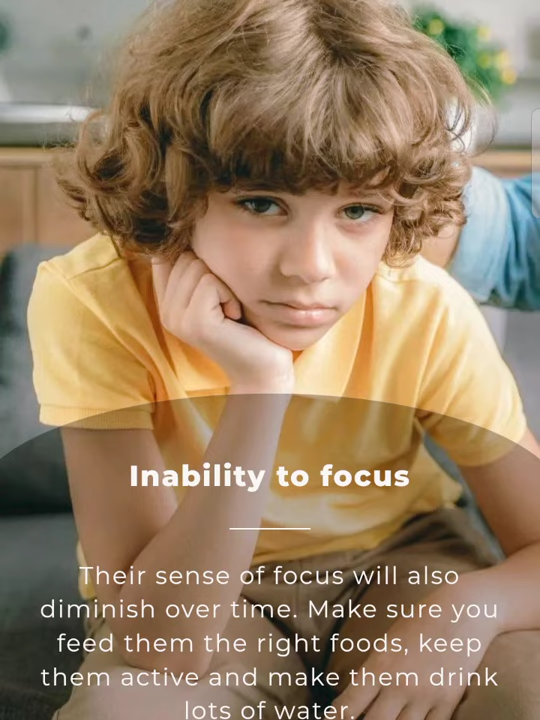 Inability to focus
Their sense of focus will also
diminish over time. Make sure you
feed them the right foods, keep
them active and make them drink
lots of water.